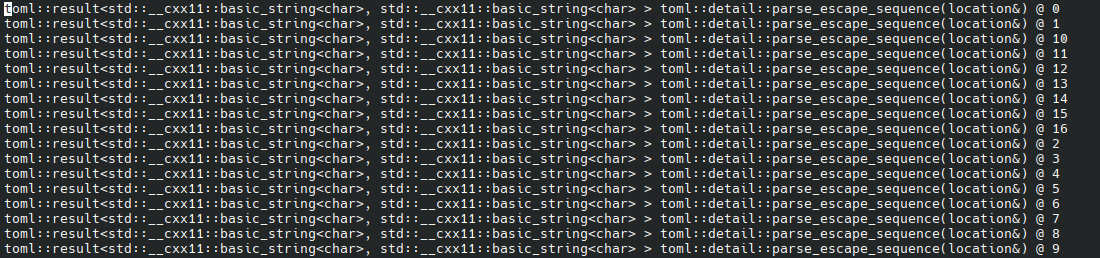 toml::result<std::__cxx11::basic_string<char>, std::__cxx11::basic_string<char> > toml::detail::parse_escape_sequence(location&) @ 0
toml::result<std::__cxx11::basic_string<char>, std::__cxx11::basic_string<char> > toml::detail::parse_escape_sequence(location&) @ 1
toml::result<std::__cxx11::basic_string<char>, std::__cxx11::basic_string<char> > toml::detail::parse_escape_sequence(location&) @ 10
toml::result<std::__cxx11::basic_string<char>, std::__cxx11::basic_string<char> > toml::detail::parse_escape_sequence(location&) @ 11
toml::result<std::__cxx11::basic_string<char>, std::__cxx11::basic_string<char> > toml::detail::parse_escape_sequence(location&) @ 12
toml::result<std::__cxx11::basic_string<char>, std::__cxx11::basic_string<char> > toml::detail::parse_escape_sequence(location&) @ 13
toml::result<std::__cxx11::basic_string<char>, std::__cxx11::basic_string<char> > toml::detail::parse_escape_sequence(location&) @ 14
toml::result<std::__cxx11::basic_string<char>, std::__cxx11::basic_string<char> > toml::detail::parse_escape_sequence(location&) @ 15
toml::result<std::__cxx11::basic_string<char>, std::__cxx11::basic_string<char> > toml::detail::parse_escape_sequence(location&) @ 16
toml::result<std::__cxx11::basic_string<char>, std::__cxx11::basic_string<char> > toml::detail::parse_escape_sequence(location&) @ 2
toml::result<std::__cxx11::basic_string<char>, std::__cxx11::basic_string<char> > toml::detail::parse_escape_sequence(location&) @ 3
toml::result<std::__cxx11::basic_string<char>, std::__cxx11::basic_string<char> > toml::detail::parse_escape_sequence(location&) @ 4
toml::result<std::__cxx11::basic_string<char>, std::__cxx11::basic_string<char> > toml::detail::parse_escape_sequence(location&) @ 5
toml::result<std::__cxx11::basic_string<char>, std::__cxx11::basic_string<char> > toml::detail::parse_escape_sequence(location&) @ 6
toml::result<std::__cxx11::basic_string<char>, std::__cxx11::basic_string<char> > toml::detail::parse_escape_sequence(location&) @ 7
toml::result<std::__cxx11::basic_string<char>, std::__cxx11::basic_string<char> > toml::detail::parse_escape_sequence(location&) @ 8
toml::result<std::__cxx11::basic_string<char>, std::__cxx11::basic_string<char> > toml::detail::parse_escape_sequence(location&) @ 9